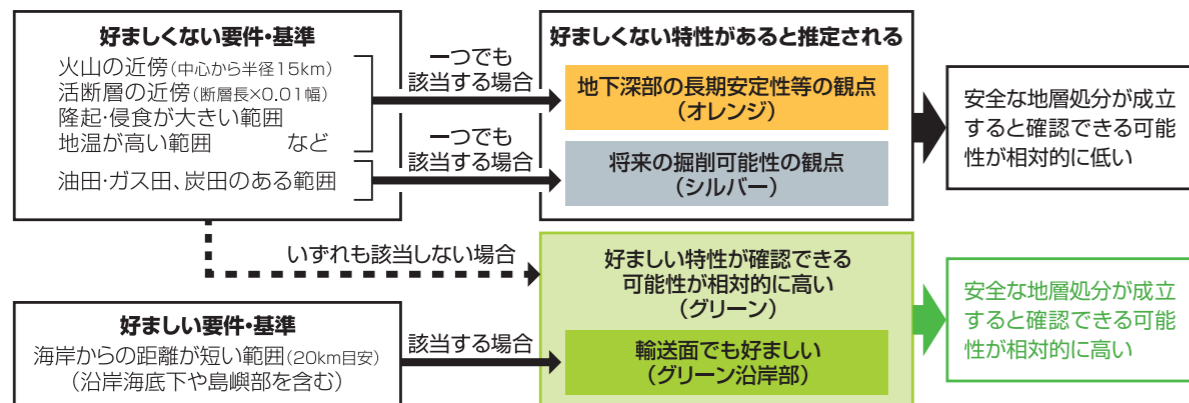 好ましくない要件・基準
火山の近傍(中心から半径15km)
活断層の近傍(断層長×0.01幅)
隆起・侵食が大きい範囲
地温が高い範囲 など
油田・ガス田、炭田のある範囲
一つでも
該当する場合
一つでも
該当する場合
好ましくない特性があると推定される
地下深部の長期安定性等の観点
(オレンジ)
将来の掘削可能性の観点
(シルバー)
安全な地層処分が成立
すると確認できる可能
性が相対的に低い
いずれも該当しない場合
好ましい特性が確認できる
可能性が相対的に高い
(グリーン)
好ましい要件・基準
海岸からの距離が短い範囲(20km目安)
(沿岸海底下や島嶼部を含む)
該当する場合
輸送面でも好ましい
(グリーン沿岸部)
安全な地層処分が成立
すると確認できる可能
性が相対的に高い